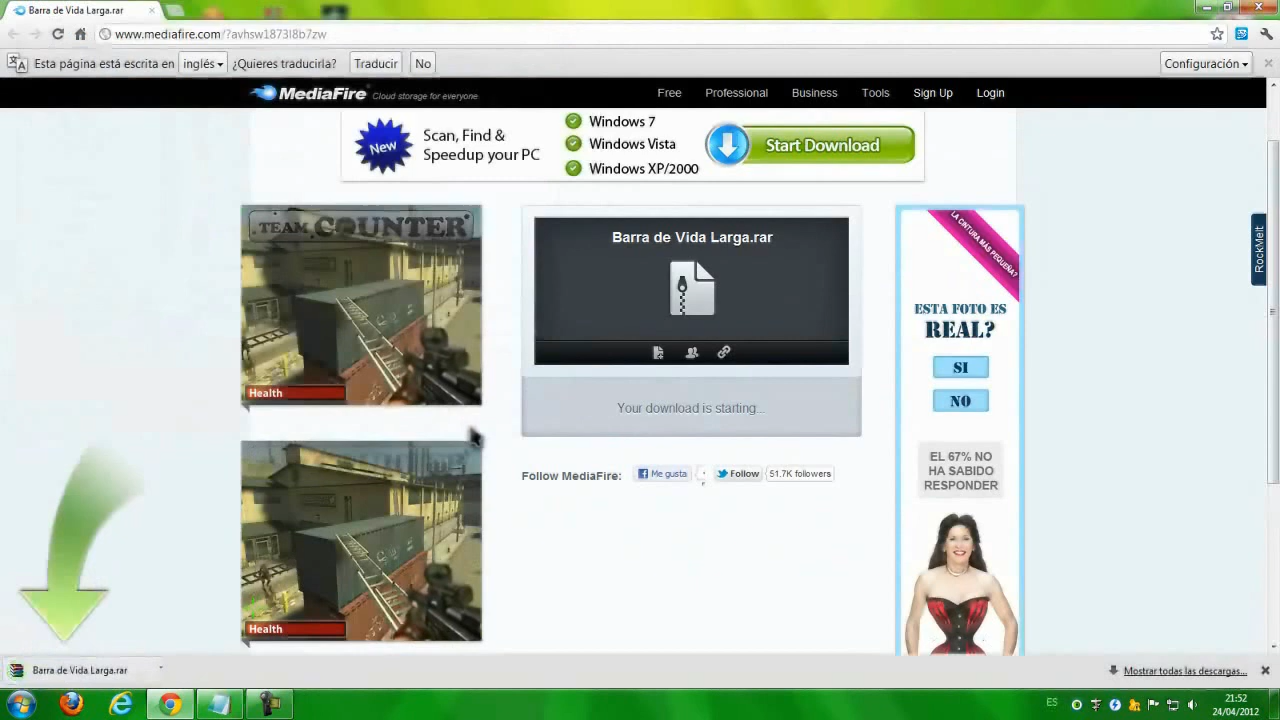 Barra de Vida Larga.rar
www.mediafire.com/?avhsw1873l8b7zw
Esta página está escrita en inglés ¿Quieres traducirla? Traducir No Configuración
MediaFire Cloud storage for everyone
Free Professional Business Tools Sign Up Login
New
Scan, Find &
Speedup your PC
Windows 7
Windows Vista
Windows XP/2000
Start Download
TEAM COUNTER
Health
Health
Barra de Vida Larga.rar
Your download is starting...
Follow MediaFire: Me gusta Follow 51.7K followers
LA CINTURA MÁS PEQUEÑA?
ESTA FOTO ES
REAL?
SI
NO
EL 67% NO
HA SABIDO
RESPONDER
RockMelt
Barra de Vida Larga.rar
Mostrar todas las descargas...
ES
21:52
24/04/2012